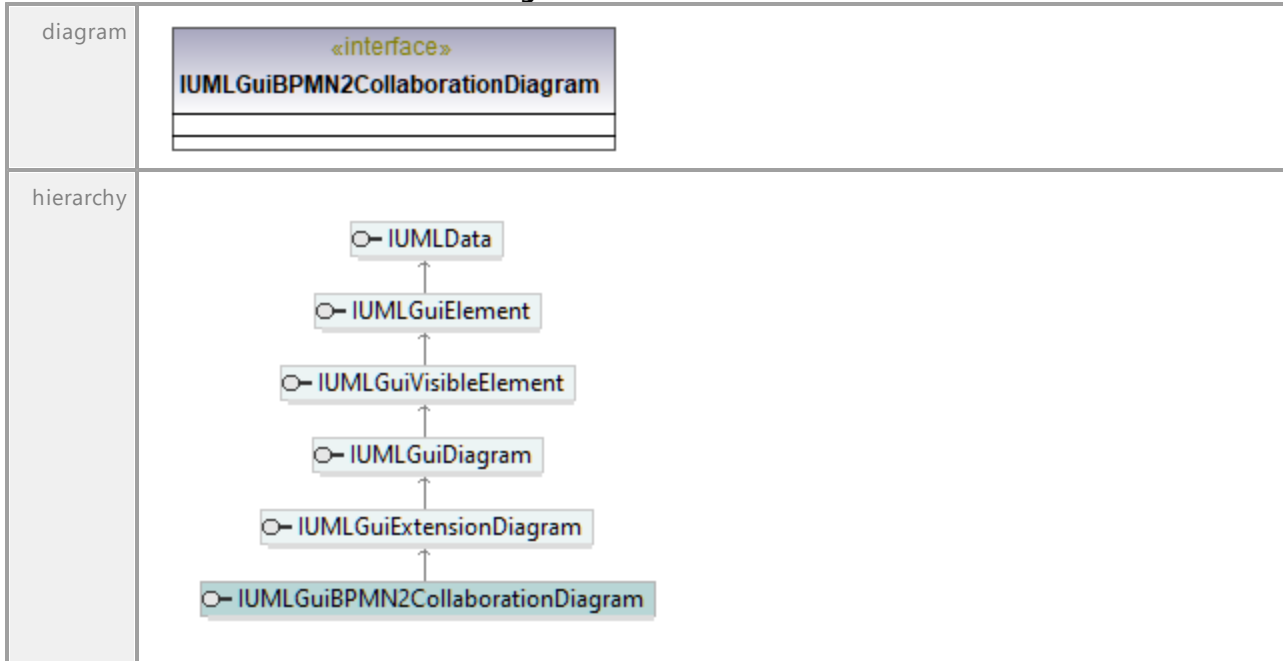 diagram
«interface»
IUMLGuiBPMN2CollaborationDiagram
hierarchy
IUMLData
IUMLGuiElement
IUMLGuiVisibleElement
IUMLGuiDiagram
IUMLGuiExtensionDiagram
IUMLGuiBPMN2CollaborationDiagram